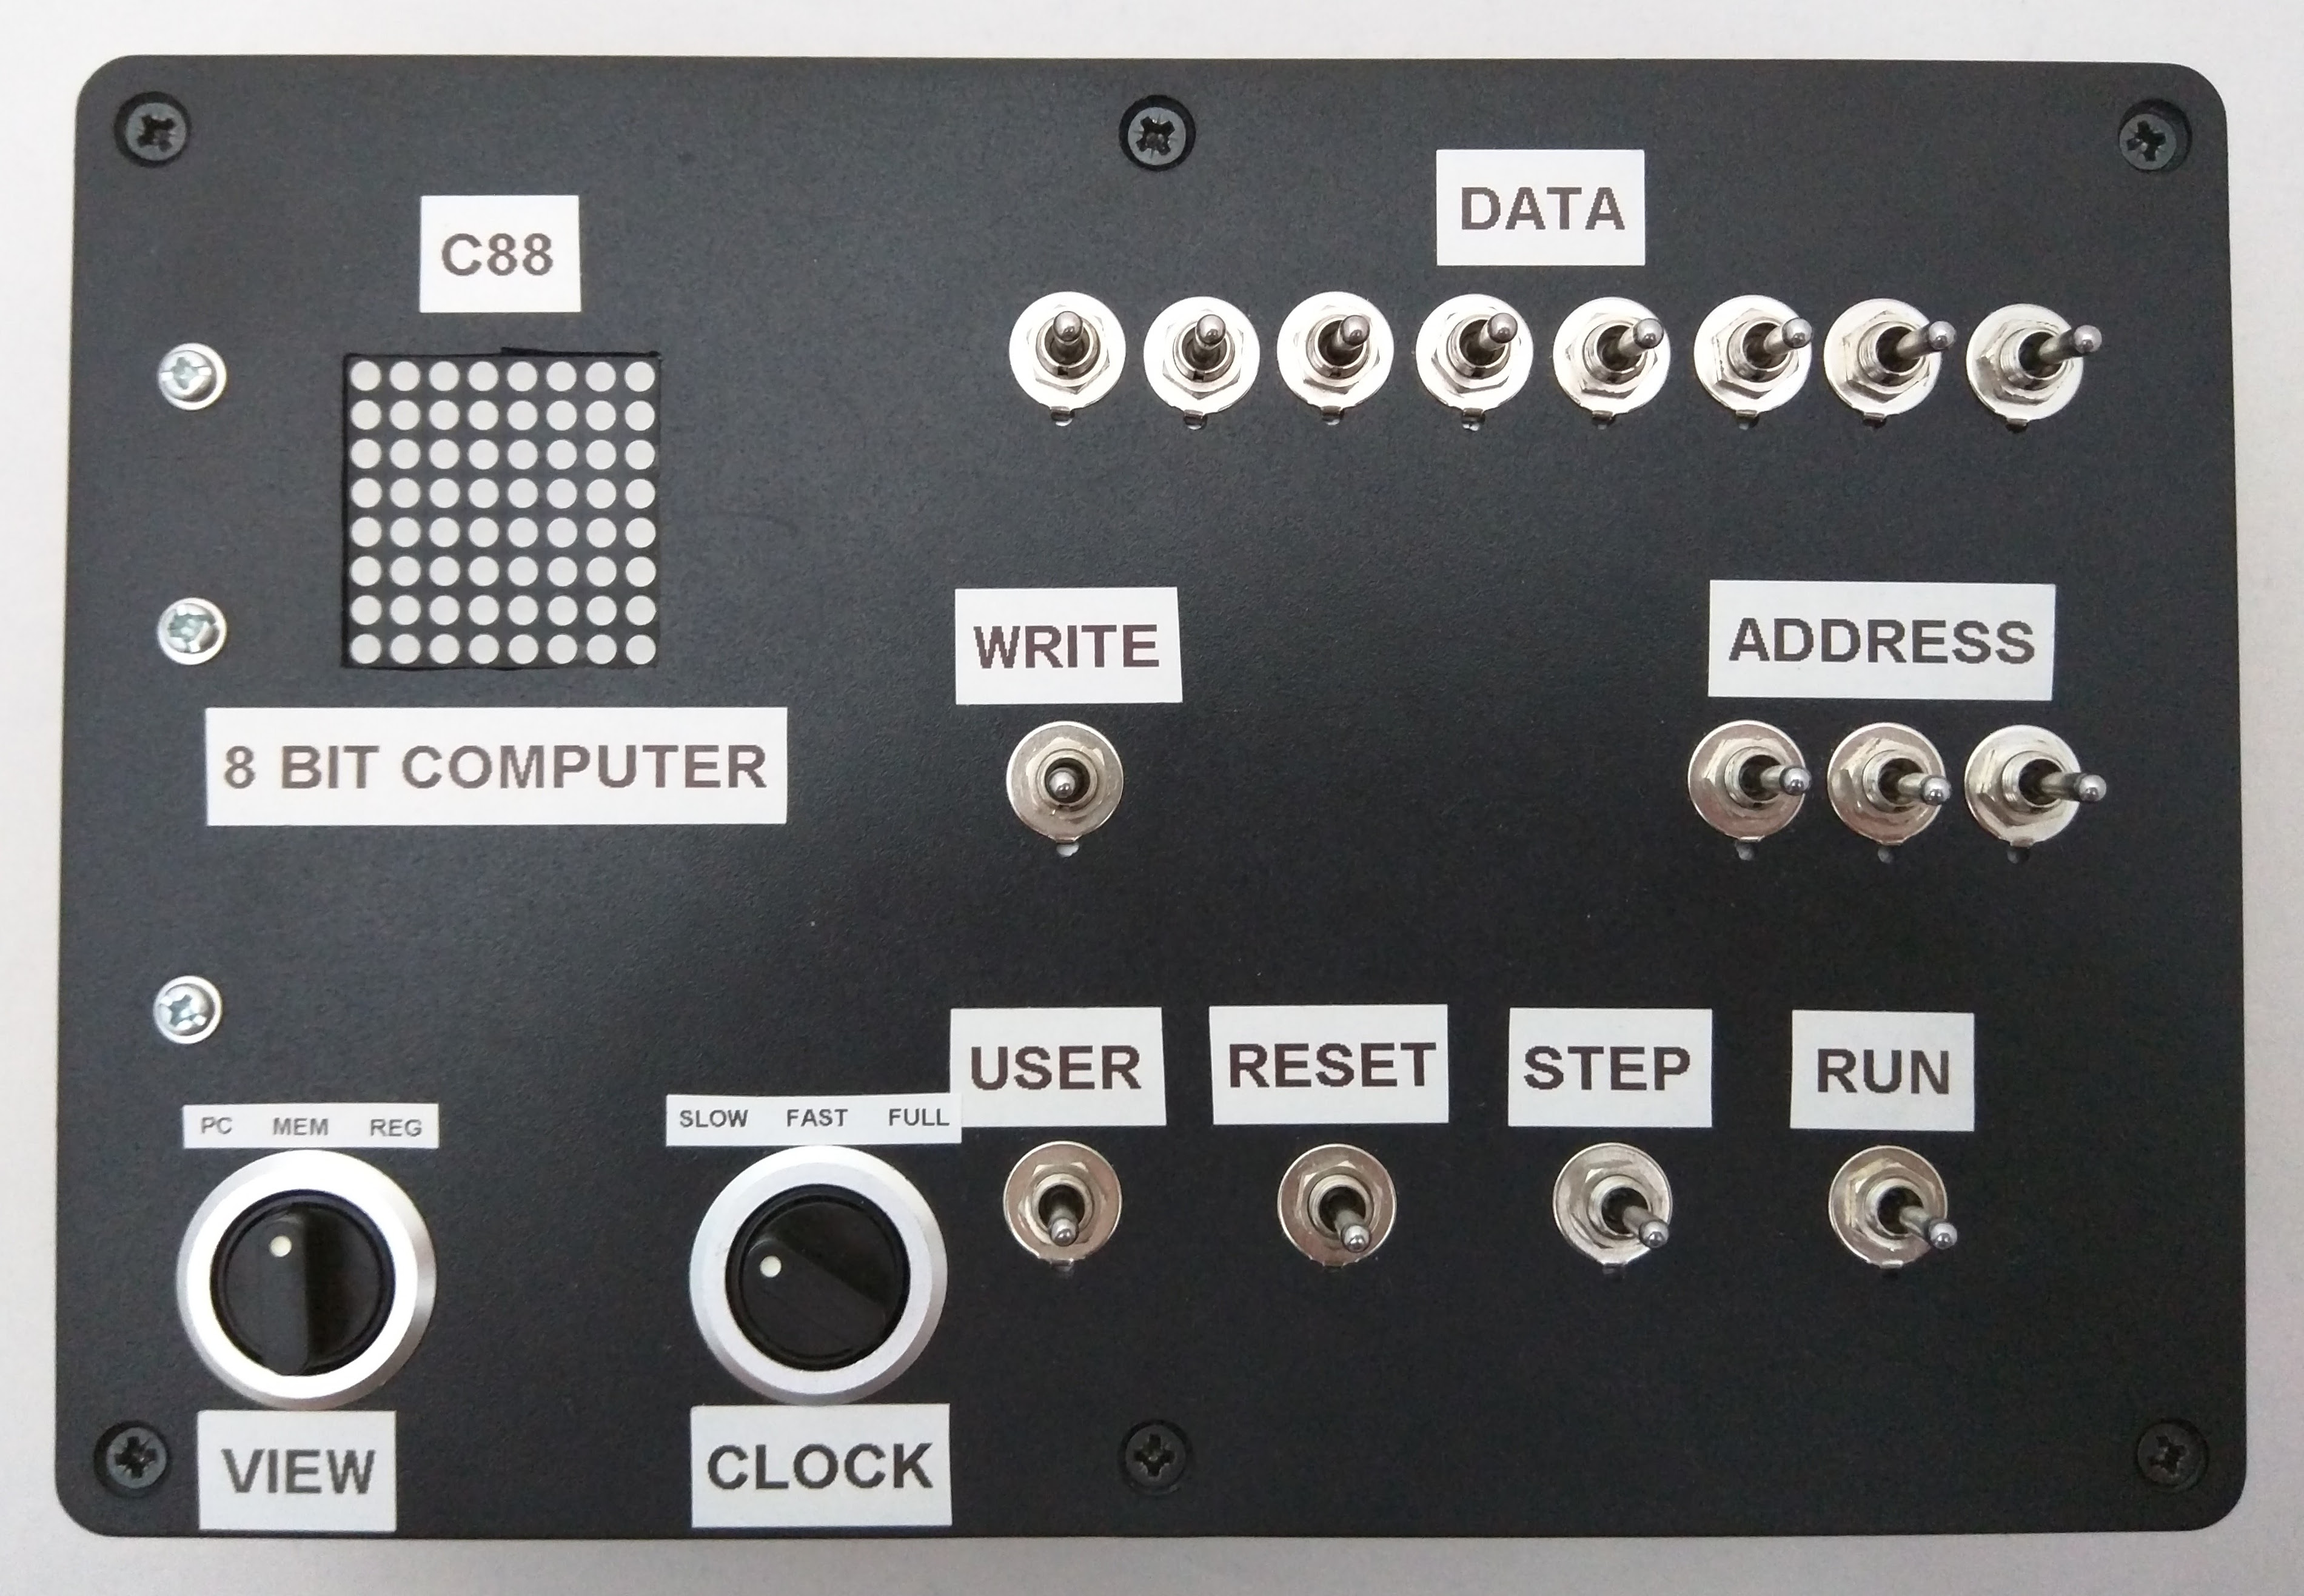 C88
DATA
8 BIT COMPUTER
WRITE
ADDRESS
USER
RESET
STEP
RUN
PC MEM REG
SLOW FAST FULL
VIEW
CLOCK